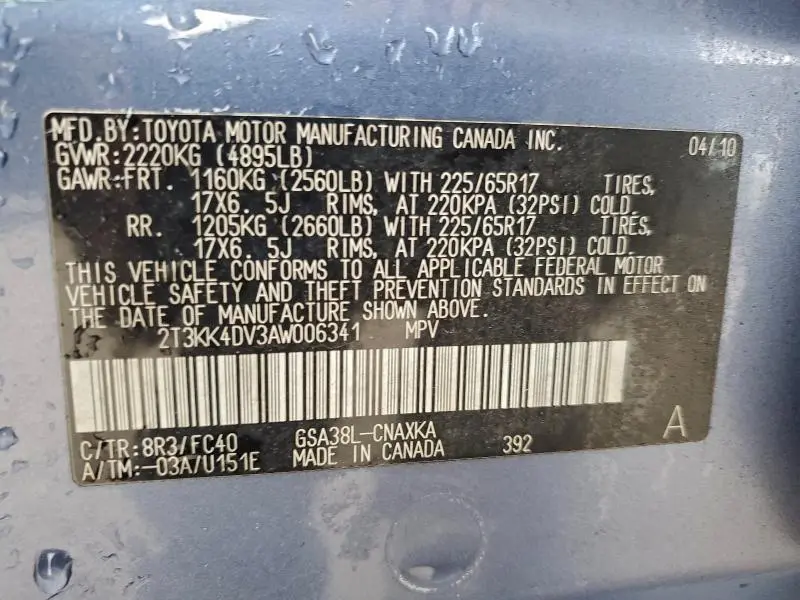 MFD.BY:TOYOTA MOTOR MANUFACTURING CANADA INC. 04/10
GVWR:2220KG (4895LB)
GAWR:FRT. 1160KG (2560LB) WITH 225/65R17 TIRES,
17X6. 5J RIMS, AT 220KPA (32PSI) COLD.
RR. 1205KG (2660LB) WITH 225/65R17 TIRES,
17X6. 5J RIMS, AT 220KPA (32PSI) COLD.
THIS VEHICLE CONFORMS TO ALL APPLICABLE FEDERAL MOTOR
VEHICLE SAFETY AND THEFT PREVENTION STANDARDS IN EFFECT ON
THE DATE OF MANUFACTURE SHOWN ABOVE.
2T3KK4DV3AW006341 MPV
C/TR:8R3/FC40 GSA38L-CNAXKA A
A/TM:-03A/U151E MADE IN CANADA 392